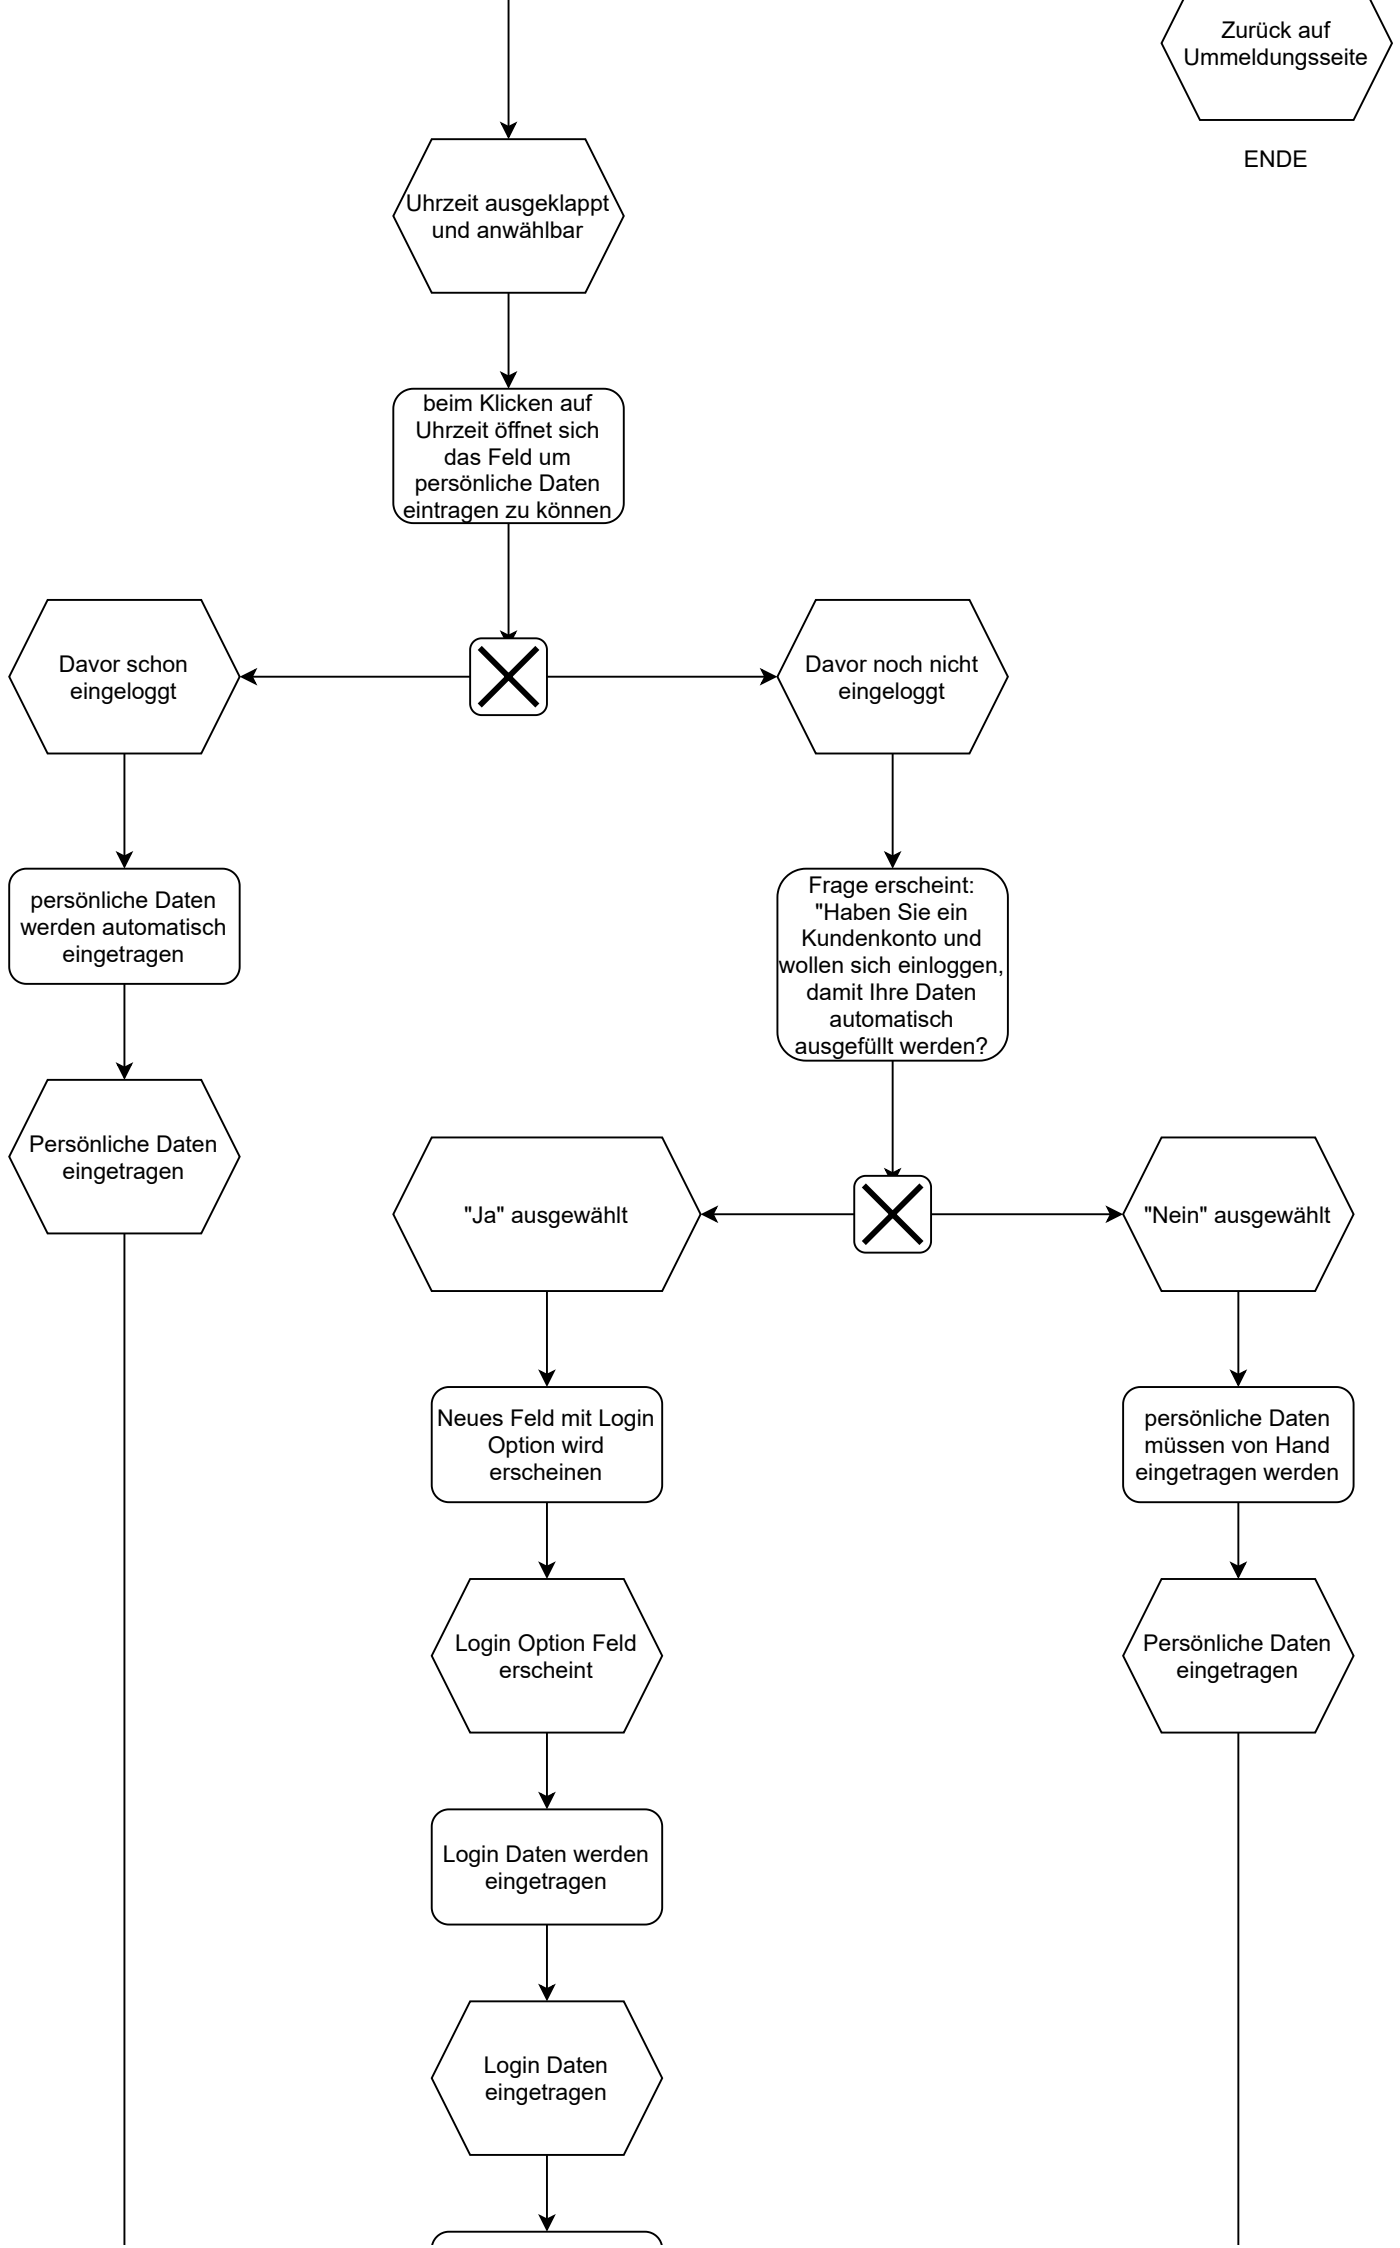 Zurück auf
Ummeldungsseite
ENDE
Uhrzeit ausgeklappt
und anwählbar
beim Klicken auf
Uhrzeit öffnet sich
das Feld um
persönliche Daten
eintragen zu können
Davor schon
eingeloggt
Davor noch nicht
eingeloggt
persönliche Daten
werden automatisch
eingetragen
Frage erscheint:
"Haben Sie ein
Kundenkonto und
wollen sich einloggen,
damit Ihre Daten
automatisch
ausgefüllt werden?
Persönliche Daten
eingetragen
"Ja" ausgewählt
"Nein" ausgewählt
Neues Feld mit Login
Option wird
erscheinen
persönliche Daten
müssen von Hand
eingetragen werden
Login Option Feld
erscheint
Persönliche Daten
eingetragen
Login Daten werden
eingetragen
Login Daten
eingetragen